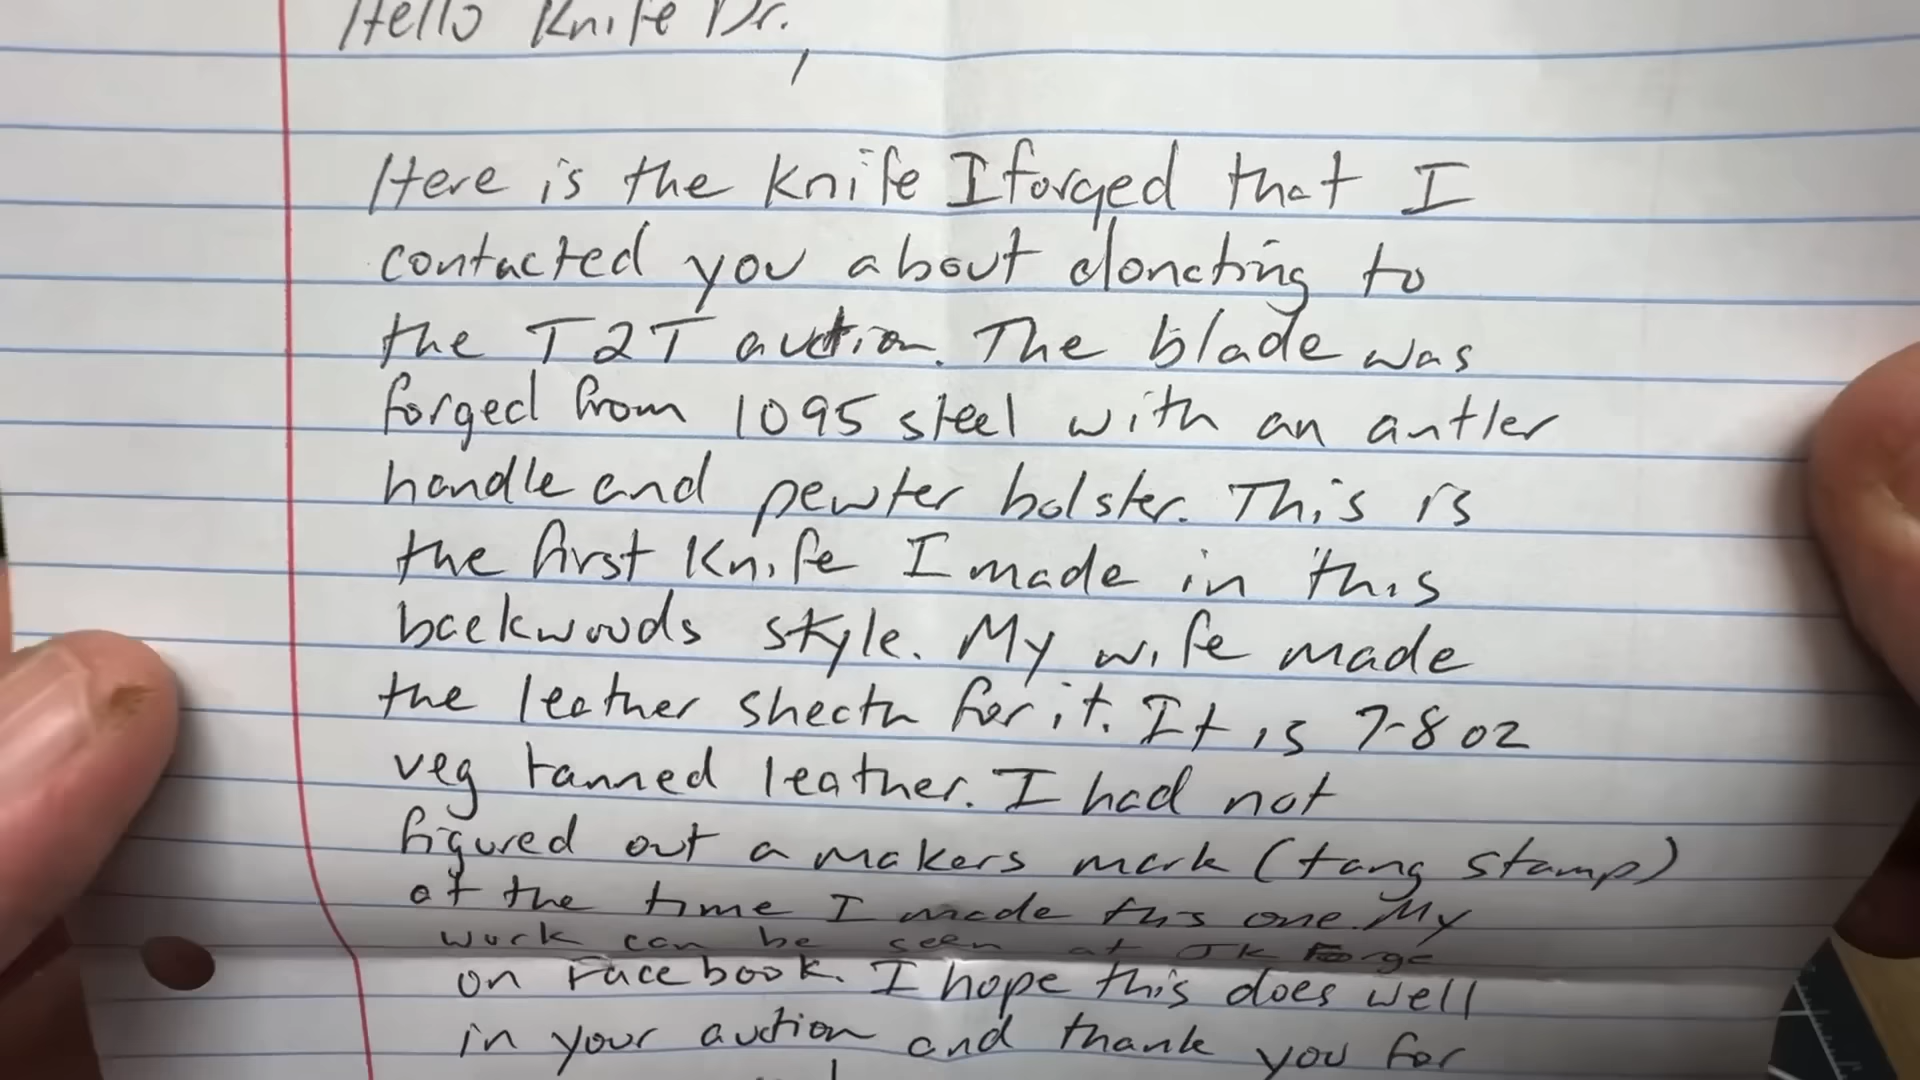 Hello Knife Dr.,
Here is the knife I forged that I
contacted you about donating to
the T2T auction. The blade was
forged from 1095 steel with an antler
handle and pewter bolster. This is
the first knife I made in this
backwoods style. My wife made
the leather sheath for it. It is 7-8 oz
veg tanned leather. I had not
figured out a makers mark (tang stamp)
at the time I made this one. My
work can be seen at JK Forge
on Facebook. I hope this does well
in your auction and thank you for